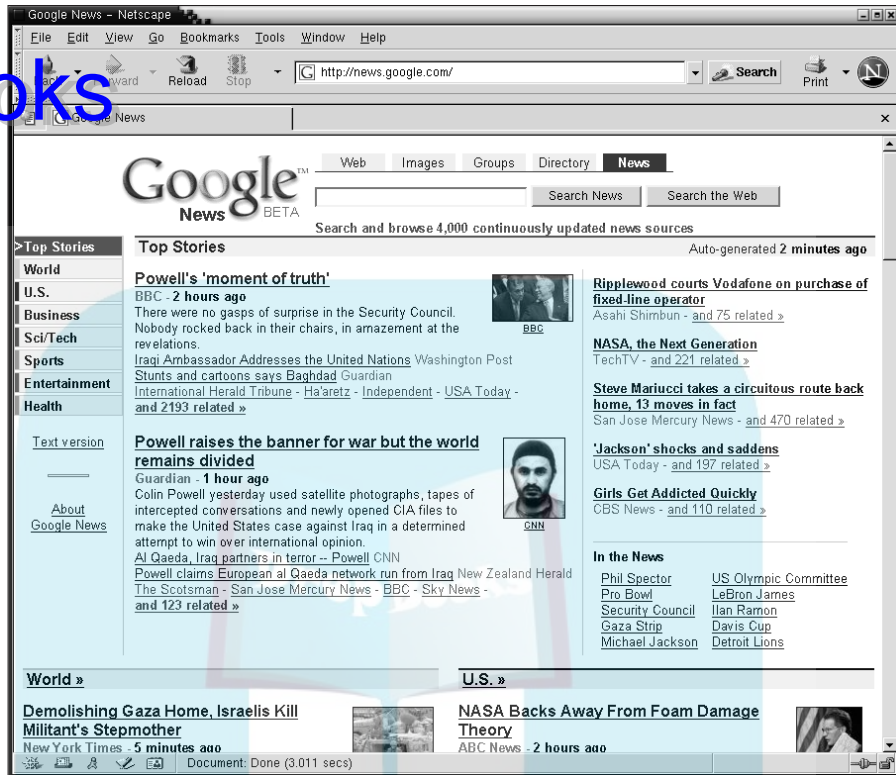 Google News - Netscape
File Edit View Go Bookmarks Tools Window Help
Back Forward Reload Stop http://news.google.com/ Search Print N
oks
Google News
Google™ Web Images Groups Directory News
News BETA Search News Search the Web
Search and browse 4,000 continuously updated news sources
>Top Stories
World
U.S.
Business
Sci/Tech
Sports
Entertainment
Health
Text version
About
Google News
Top Stories Auto-generated 2 minutes ago
Powell's 'moment of truth'
BBC - 2 hours ago
There were no gasps of surprise in the Security Council.
Nobody rocked back in their chairs, in amazement at the
revelations.
Iraqi Ambassador Addresses the United Nations Washington Post
Stunts and cartoons says Baghdad Guardian
International Herald Tribune - Ha'aretz - Independent - USA Today -
and 2193 related »
BBC
Powell raises the banner for war but the world
remains divided
Guardian - 1 hour ago
Colin Powell yesterday used satellite photographs, tapes of
intercepted conversations and newly opened CIA files to
make the United States case against Iraq in a determined
attempt to win over international opinion.
Al Qaeda, Iraq partners in terror -- Powell CNN
Powell claims European al Qaeda network run from Iraq New Zealand Herald
The Scotsman - San Jose Mercury News - BBC - Sky News -
and 123 related »
CNN
Ripplewood courts Vodafone on purchase of
fixed-line operator
Asahi Shimbun - and 75 related »
NASA, the Next Generation
TechTV - and 221 related »
Steve Mariucci takes a circuitous route back
home, 13 moves in fact
San Jose Mercury News - and 470 related »
'Jackson' shocks and saddens
USA Today - and 197 related »
Girls Get Addicted Quickly
CBS News - and 110 related »
In the News
Phil Spector US Olympic Committee
Pro Bowl LeBron James
Security Council Ilan Ramon
Gaza Strip Davis Cup
Michael Jackson Detroit Lions
World »
Demolishing Gaza Home, Israelis Kill
Militant's Stepmother
New York Times - 5 minutes ago
U.S. »
NASA Backs Away From Foam Damage
Theory
ABC News - 2 hours ago
Document: Done (3.011 secs)